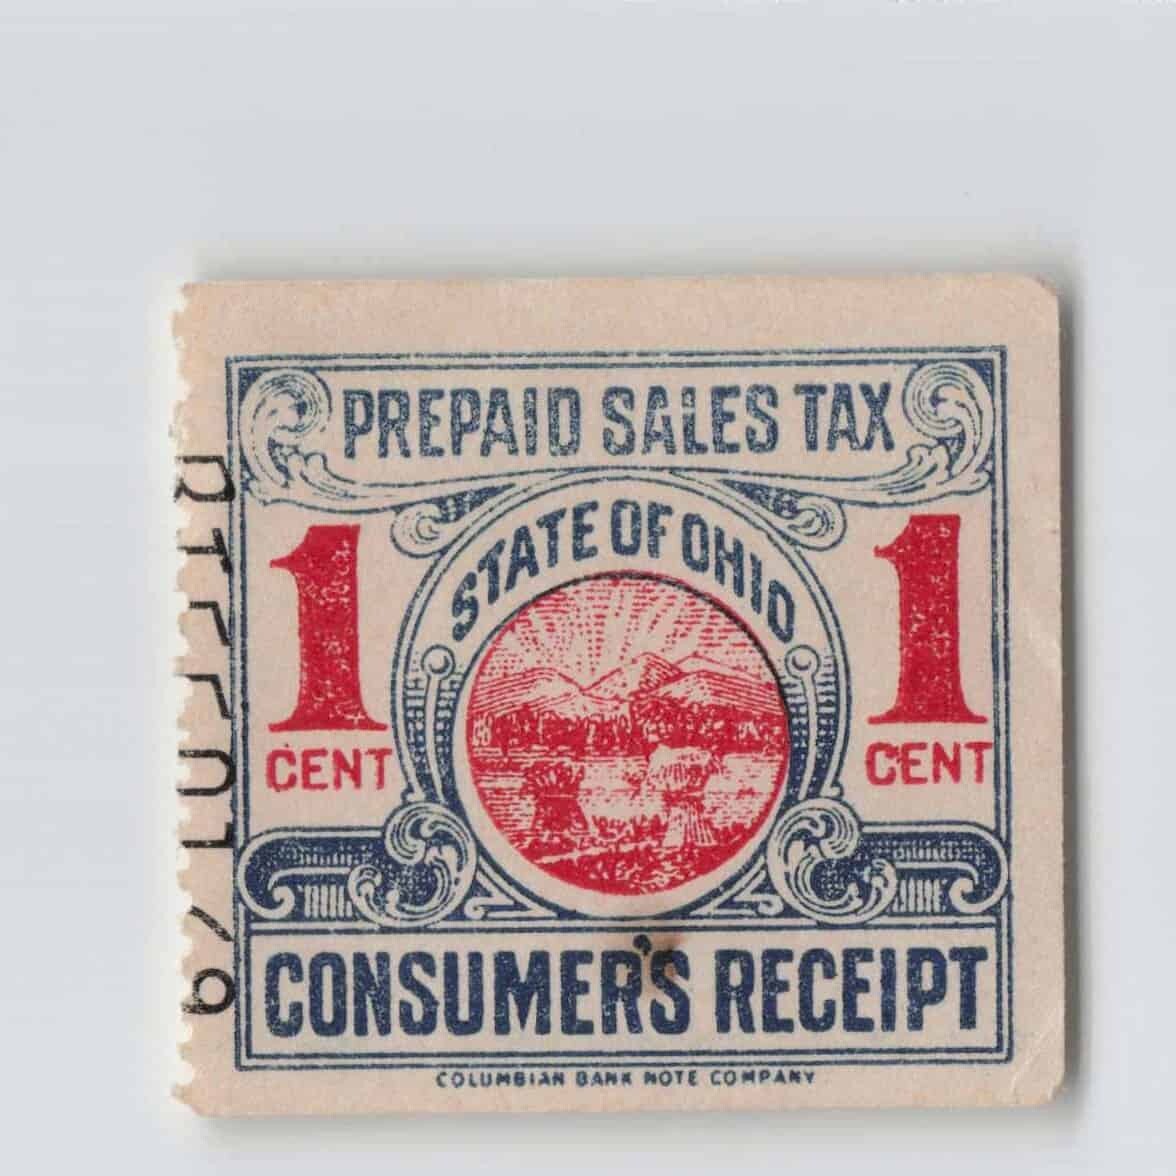 PREPAID SALES TAX
STATE OF OHIO
1 1
CENT CENT
CONSUMER'S RECEIPT
COLUMBIAN BANK NOTE COMPANY